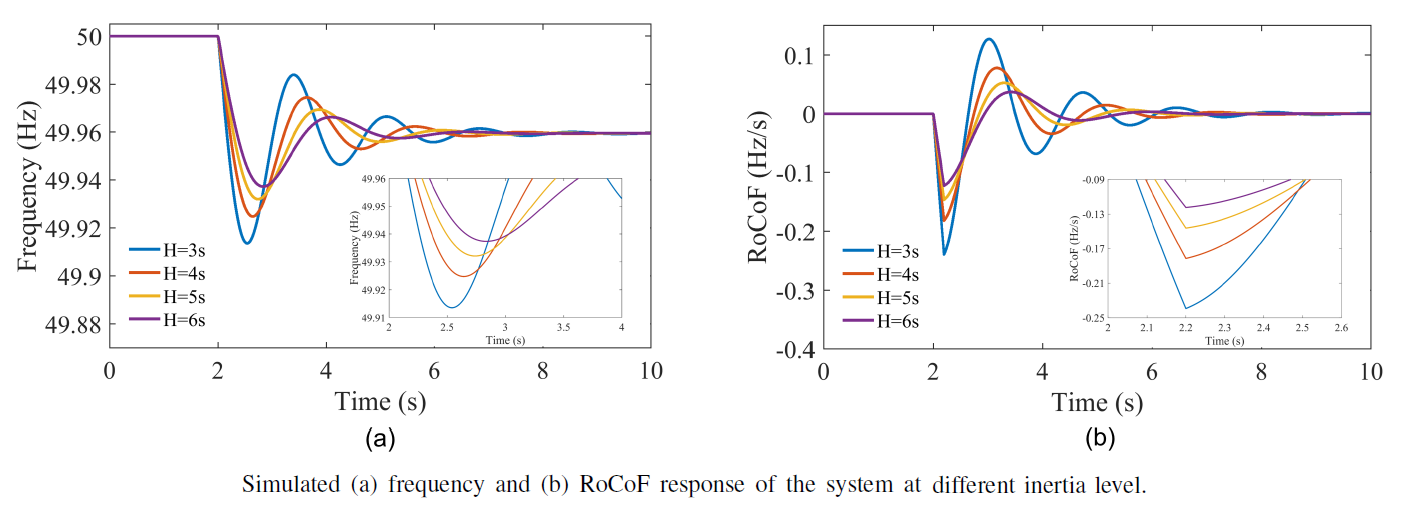 50
49.98
49.96
49.94
49.92
49.9
49.88
Frequency (Hz)
H=3s
H=4s
H=5s
H=6s
49.96
49.95
49.94
49.93
49.92
49.91
Frequency (Hz)
2 2.5 3 3.5 4
Time (s)
0 2 4 6 8 10
Time (s)
(a)
0.1
0
-0.1
-0.2
-0.3
-0.4
RoCoF (Hz/s)
H=3s
H=4s
H=5s
H=6s
-0.09
-0.13
-0.17
-0.21
-0.25
RoCoF (Hz/s)
2 2.1 2.2 2.3 2.4 2.5 2.6
Time (s)
0 2 4 6 8 10
Time (s)
(b)
Simulated (a) frequency and (b) RoCoF response of the system at different inertia level.